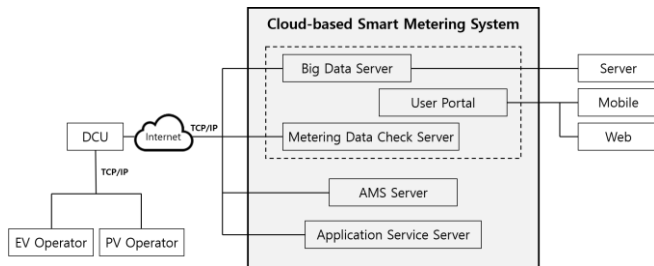 Cloud-based Smart Metering System
Big Data Server
Server
User Portal
Mobile
DCU
Internet
TCP/IP
Metering Data Check Server
Web
TCP/IP
AMS Server
EV Operator
PV Operator
Application Service Server